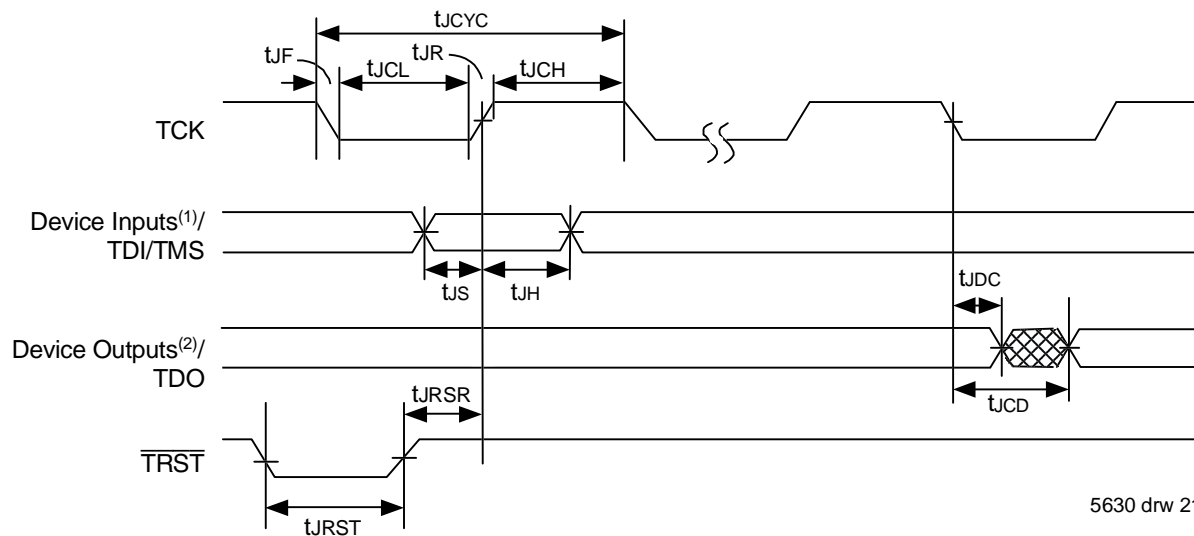 tJCYC
tJF
tJCL
tJR
tJCH
TCK
Device Inputs(1)/
TDI/TMS
tJS
tJH
tJDC
Device Outputs(2)/
TDO
tJRSR
tJCD
TRST
tJRST
5630 drw 21